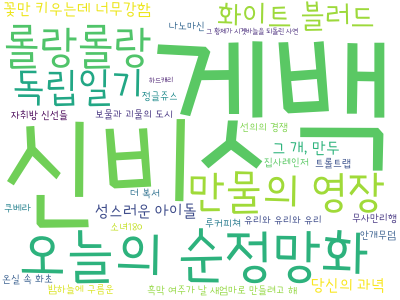 꽃만 키우는데 너무강함
나노마신
화이트 블러드
그 황제가 시곗바늘을 되돌린 사연
롤랑롤랑
독립일기
하드캐리
정글쥬스
게백
자취방 신선들
보물과 괴물의 도시
선의의 경쟁
신비
그 개, 만두
집사레인저
트롤트랩
더 복서
만물의 영장
쿠베라
성스러운 아이돌
루커피쳐
유리와 유리와 유리
무사만리행
소녀180
안개무덤
오늘의 순정망화
온실 속 화초
밤하늘에 구름운
흑막 여주가 날 새엄마로 만들려고 해
당신의 과녁